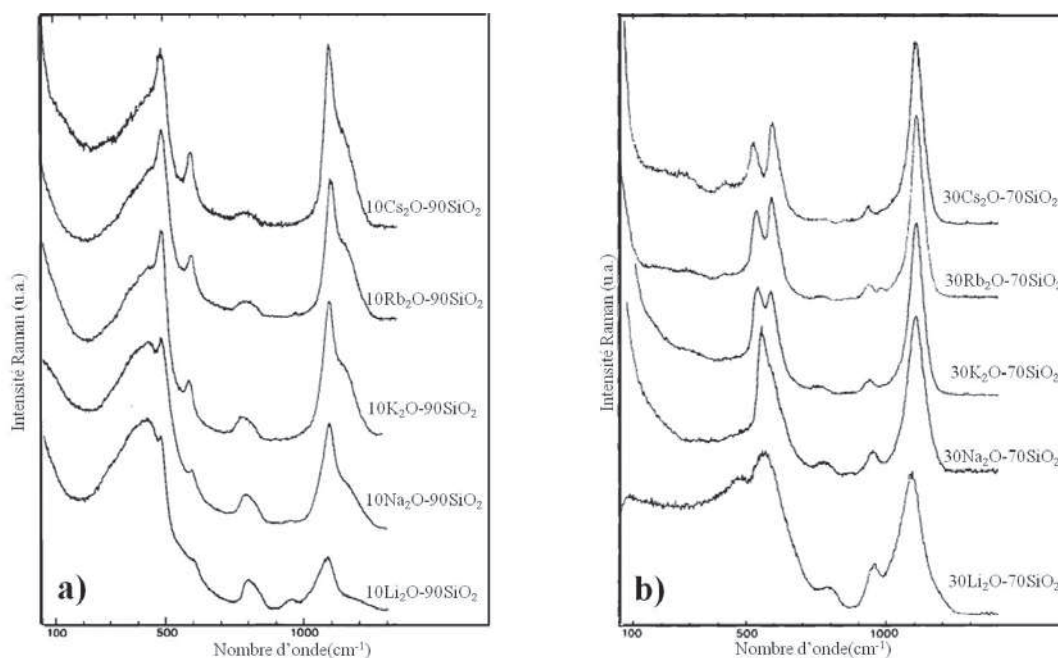 Intensité Raman (u.a.)
10Cs₂O-90SiO₂
10Rb₂O-90SiO₂
10K₂O-90SiO₂
10Na₂O-90SiO₂
10Li₂O-90SiO₂
a)
100
500
1000
Nombre d'onde(cm⁻¹)
Intensité Raman (u.a.)
30Cs₂O-70SiO₂
30Rb₂O-70SiO₂
30K₂O-70SiO₂
30Na₂O-70SiO₂
30Li₂O-70SiO₂
b)
100
500
1000
Nombre d'onde(cm⁻¹)